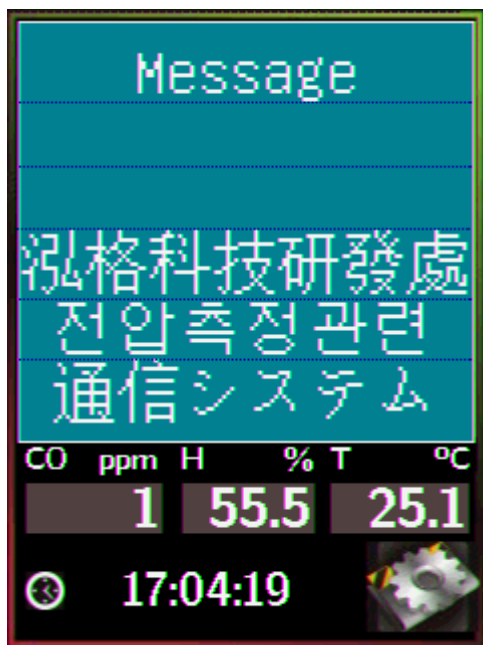 Message
泓格科技研發處
전압측정관련
通信システム
CO ppm H % T ºC
1 55.5 25.1
17:04:19